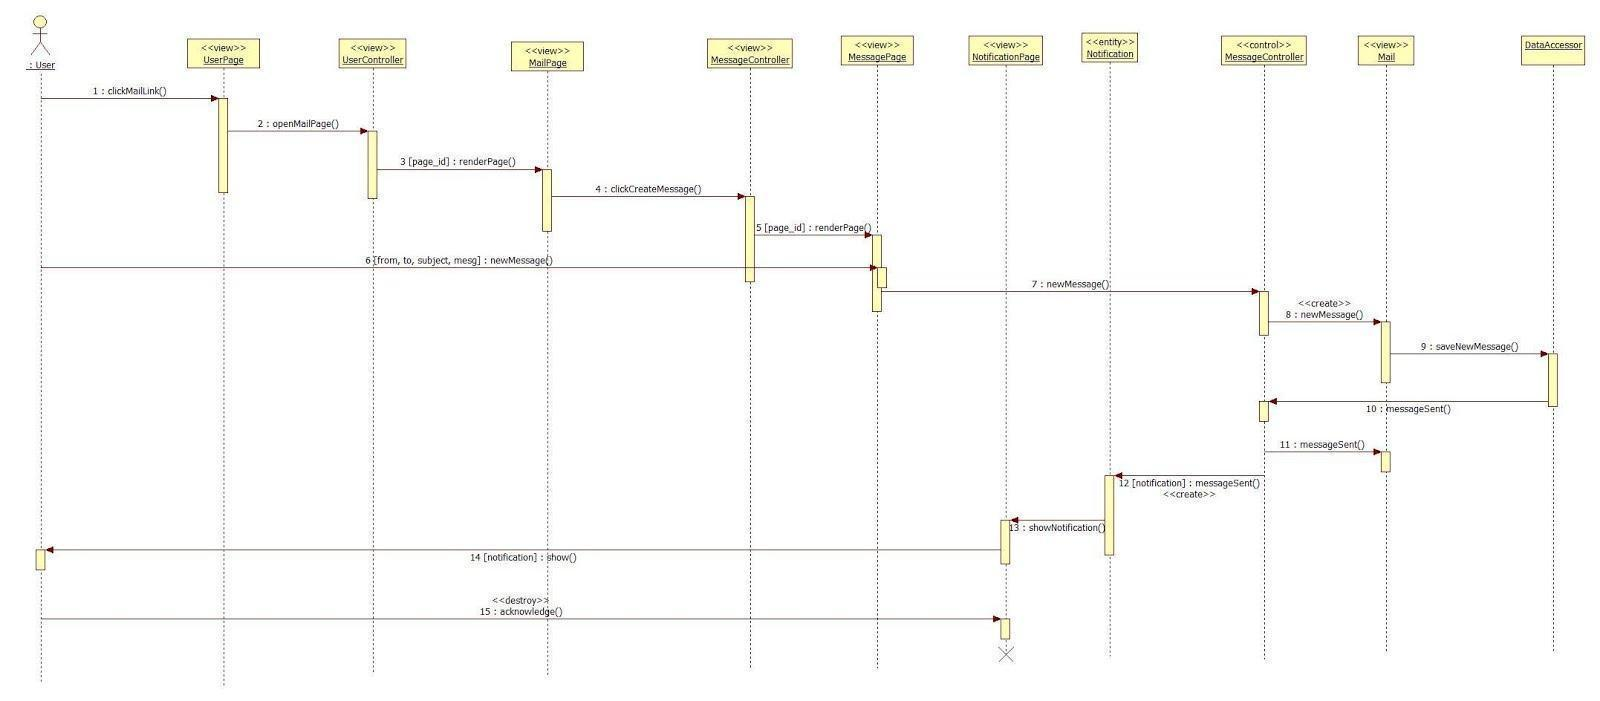 : User
<<view>>
UserPage
<<view>>
UserController
<<view>>
MailPage
<<view>>
MessageController
<<view>>
MessagePage
<<view>>
NotificationPage
<<entity>>
Notification
<<control>>
MessageController
<<view>>
Mail
DataAccessor
1 : clickMailLink()
2 : openMailPage()
3 [page_id] : renderPage()
4 : clickCreateMessage()
5 [page_id] : renderPage()
6 [from, to, subject, mesg] : newMessage()
7 : newMessage()
<<create>>
8 : newMessage()
9 : saveNewMessage()
10 : messageSent()
11 : messageSent()
12 [notification] : messageSent()
<<create>>
13 : showNotification()
14 [notification] : show()
<<destroy>>
15 : acknowledge()